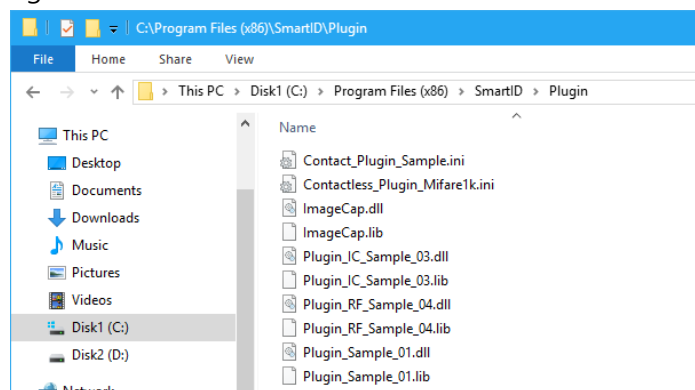 C:\Program Files (x86)\SmartID\Plugin
File Home Share View
This PC > Disk1 (C:) > Program Files (x86) > SmartID > Plugin
This PC
Desktop
Documents
Downloads
Music
Pictures
Videos
Disk1 (C:)
Disk2 (D:)
Network
Name
Contact_Plugin_Sample.ini
Contactless_Plugin_Mifare1k.ini
ImageCap.dll
ImageCap.lib
Plugin_IC_Sample_03.dll
Plugin_IC_Sample_03.lib
Plugin_RF_Sample_04.dll
Plugin_RF_Sample_04.lib
Plugin_Sample_01.dll
Plugin_Sample_01.lib